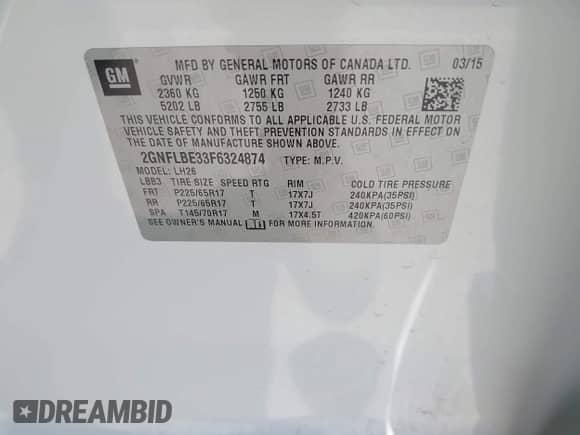 GM
MFD BY GENERAL MOTORS OF CANADA LTD. 03/15
GVWR GAWR FRT GAWR RR
2360 KG 1250 KG 1240 KG
5202 LB 2755 LB 2733 LB
THIS VEHICLE CONFORMS TO ALL APPLICABLE U.S. FEDERAL MOTOR
VEHICLE SAFETY AND THEFT PREVENTION STANDARDS IN EFFECT ON
THE DATE OF MANUFACTURE SHOWN ABOVE.
2GNFLBE33F6324874 TYPE: M.P.V.
MODEL: LH26
LBB3 TIRE SIZE SPEED RTG RIM COLD TIRE PRESSURE
FRT P225/65R17 T 17X7J 240KPA(35PSI)
RR P225/65R17 T 17X7J 240KPA(35PSI)
SPA T145/70R17 M 17X4.5T 420KPA(60PSI)
SEE OWNER'S MANUAL FOR MORE INFORMATION.
DREAMBID